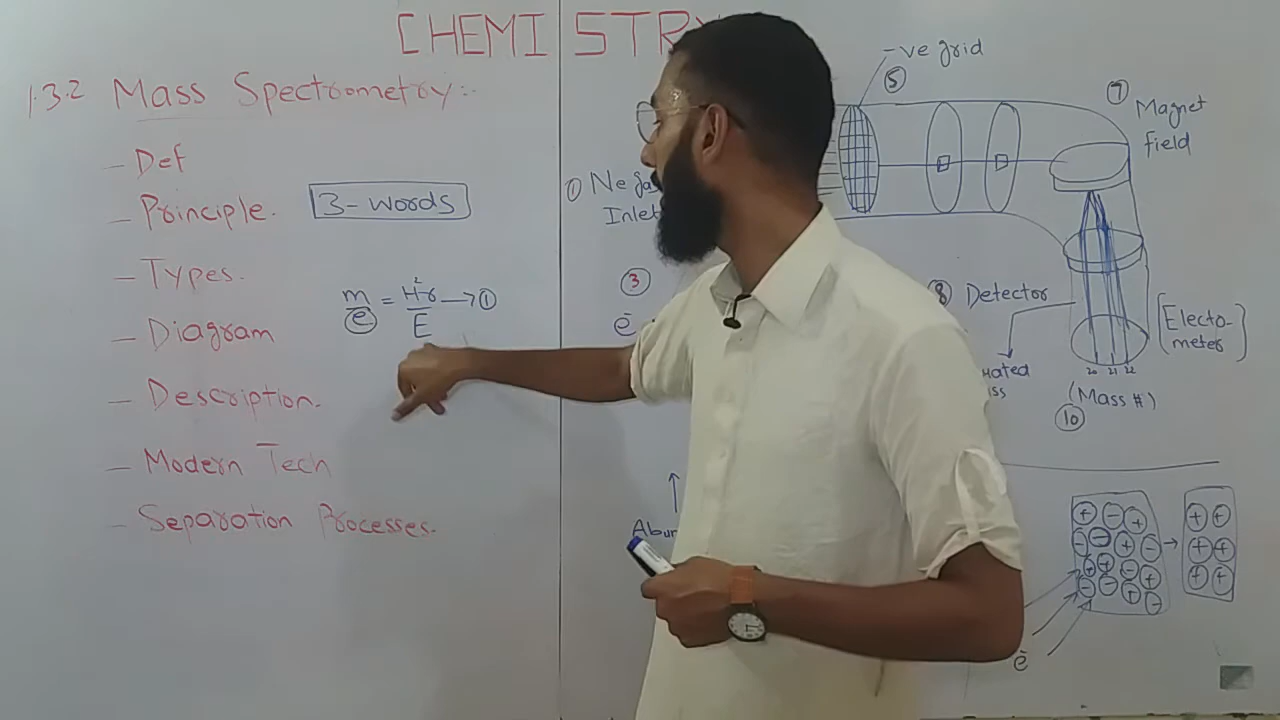 CHEMISTRY
1.3.2 Mass Spectrometry:-
- Def
- Principle.
3-words
- Types.
m/e = H²r/E → ①
- Diagram
- Description.
- Modern Tech
- Separation Processes.
-ve grid
⑤
⑦
Magnet
field
①
Inlet
③
ē
⑧ Detector
[Electo-
meter]
20 21 22
(Mass #)
⑩
+ - +
- - + -
+ + - +
- - + -
→
+ +
+ +
+ +
ē